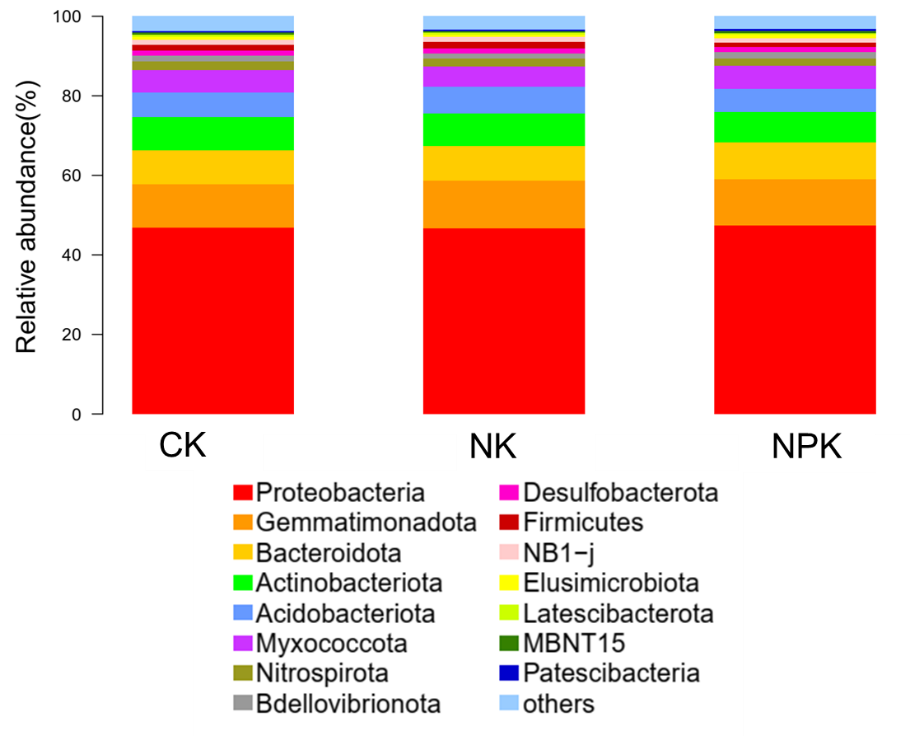 Relative abundance(%)
100
80
60
40
20
0
CK NK NPK
Proteobacteria
Gemmatimonadota
Bacteroidota
Actinobacteriota
Acidobacteriota
Myxococcota
Nitrospirota
Bdellovibrionota
Desulfobacterota
Firmicutes
NB1−j
Elusimicrobiota
Latescibacterota
MBNT15
Patescibacteria
others